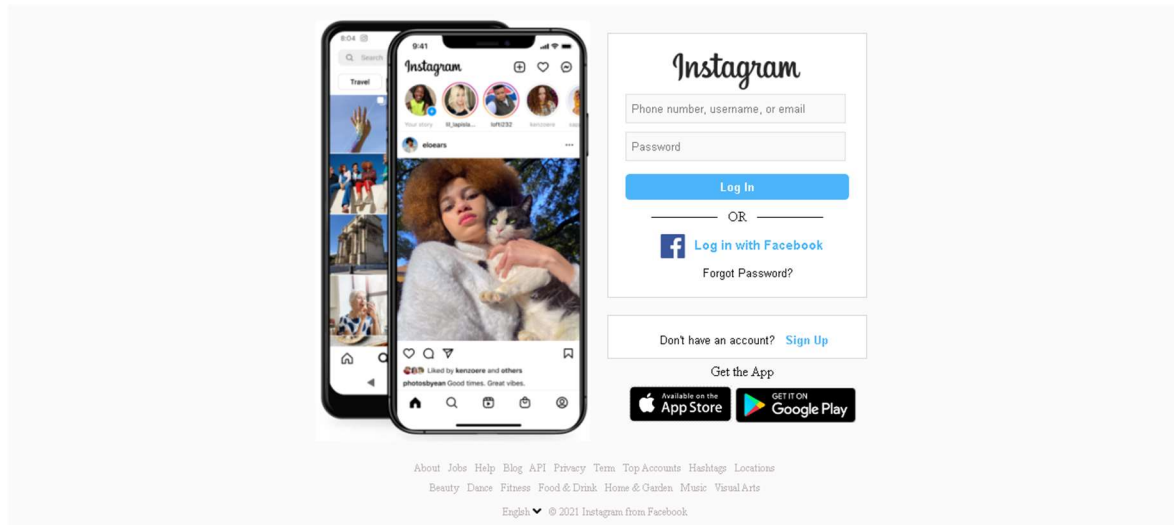 8:04
Search
Travel
9:41
Instagram
Your story lil_lapisla... lofti232 kenzoere
eloears
Liked by kenzoere and others
photosbyean Good times. Great vibes.
Instagram
Phone number, username, or email
Password
Log In
OR
Log in with Facebook
Forgot Password?
Don't have an account? Sign Up
Get the App
Available on the
App Store
GET IT ON
Google Play
About Jobs Help Blog API Privacy Term Top Accounts Hashtags Locations
Beauty Dance Fitness Food & Drink Home & Garden Music Visual Arts
Englsh © 2021 Instagram from Facebook